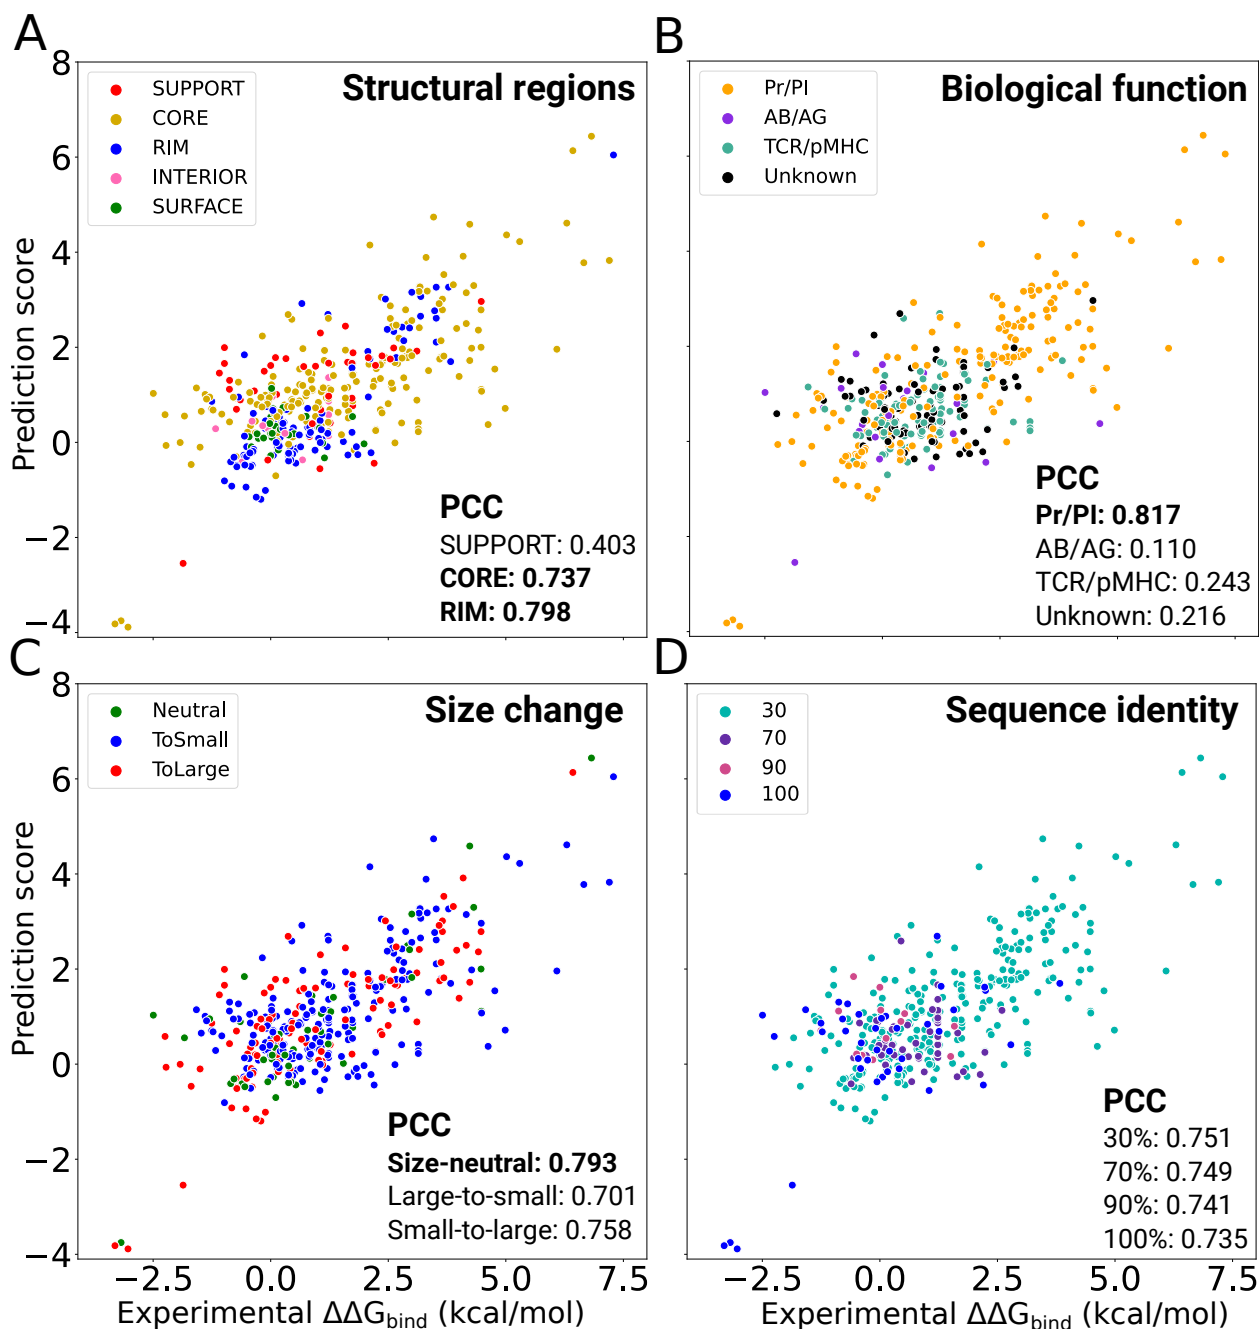 A
Structural regions
SUPPORT
CORE
RIM
INTERIOR
SURFACE
8
6
4
2
0
−2
−4
Prediction score
PCC
SUPPORT: 0.403
CORE: 0.737
RIM: 0.798
B
Biological function
Pr/PI
AB/AG
TCR/pMHC
Unknown
PCC
Pr/PI: 0.817
AB/AG: 0.110
TCR/pMHC: 0.243
Unknown: 0.216
C
Size change
Neutral
ToSmall
ToLarge
8
6
4
2
0
−2
−4
Prediction score
PCC
Size-neutral: 0.793
Large-to-small: 0.701
Small-to-large: 0.758
−2.5 0.0 2.5 5.0 7.5
Experimental ΔΔGbind (kcal/mol)
D
Sequence identity
30
70
90
100
PCC
30%: 0.751
70%: 0.749
90%: 0.741
100%: 0.735
−2.5 0.0 2.5 5.0 7.5
Experimental ΔΔGbind (kcal/mol)